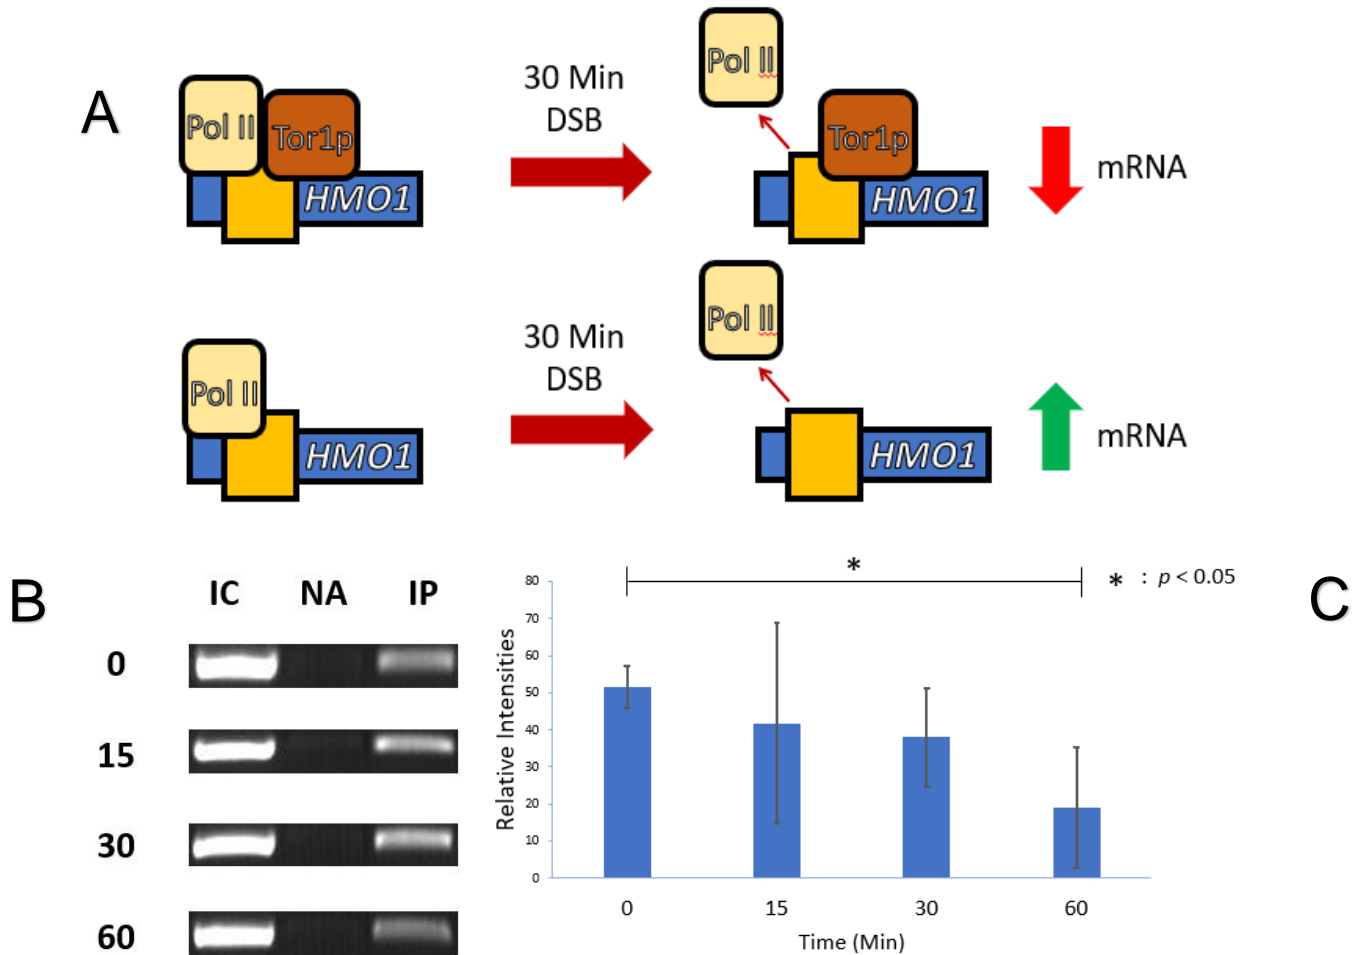 A
Pol II
Tor1p
HMO1
30 Min
DSB
Pol II
Tor1p
HMO1
mRNA
Pol II
HMO1
30 Min
DSB
Pol II
HMO1
mRNA
B
IC NA IP
0
15
30
60
* * : p < 0.05
C
Relative Intensities
80
70
60
50
40
30
20
10
0
0 15 30 60
Time (Min)